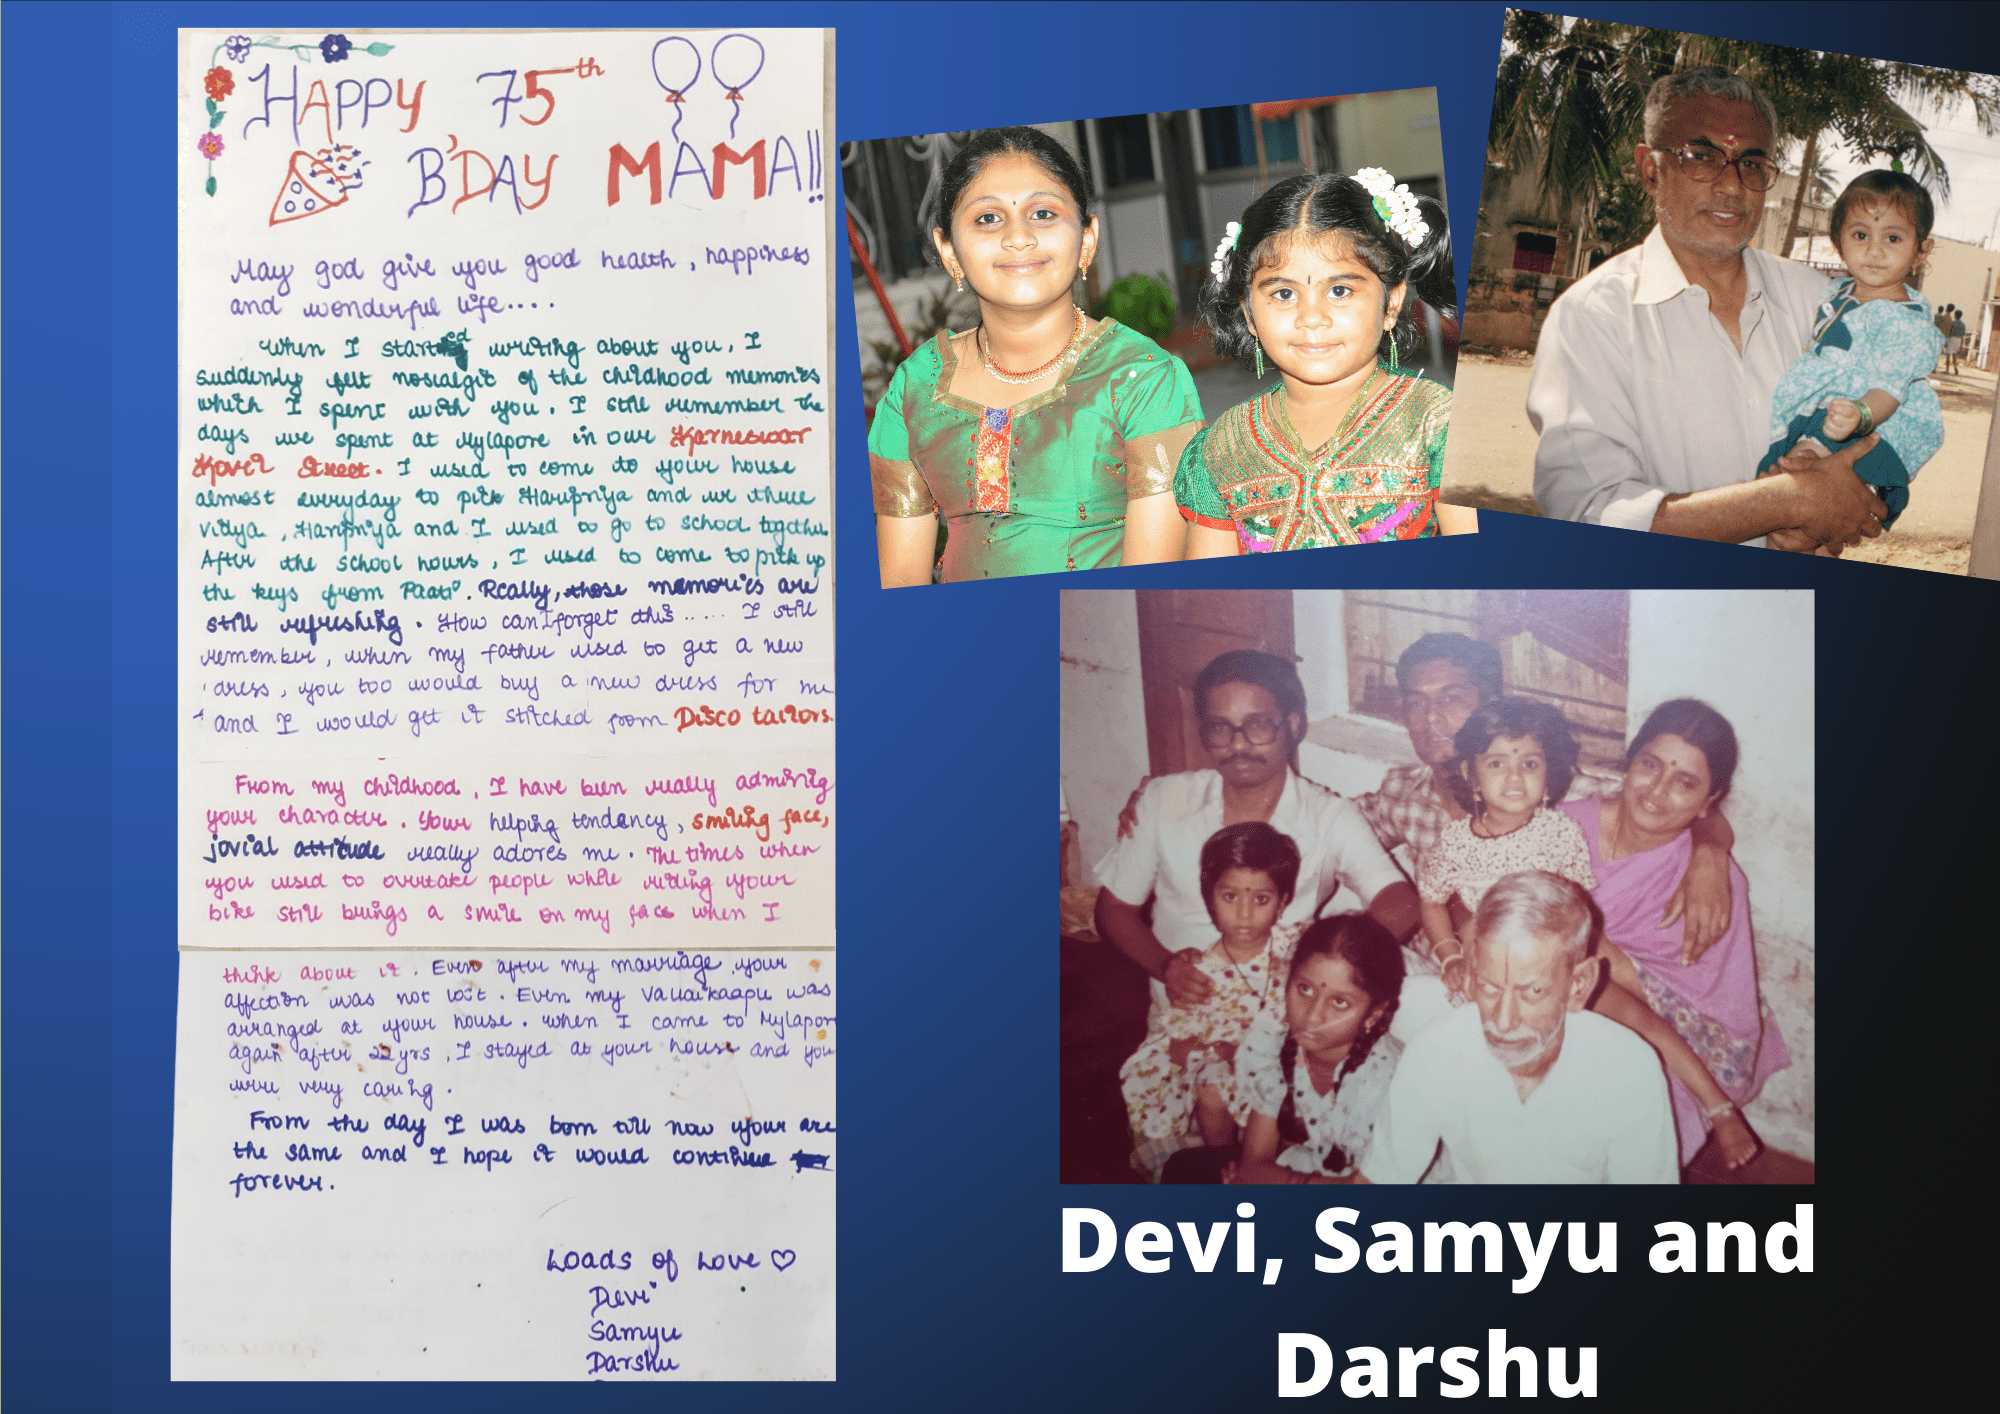 HAPPY 75th
B'DAY MAMA!!
May god give you good health, happiness
and wonderful life....
When I started writing about you, I
suddenly felt nostalgit of the childhood memories
which I spent with you. I still remember the
days we spent at Mylapore in our Karneswar
Kovil Street. I used to come to your house
almost everyday to pick Haripriya and we three
vidya, Haripriya and I used to go to school together
After the school hours, I used to come to pick up
the keys from Paati. Really, those memories are
still refreshing. How can I forget this..... I still
remember, when my father used to get a new
dress, you too would buy a new dress for me
and I would get it stitched from Disco tailors.
From my childhood, I have been really admiring
your character. Your helping tendency, smiling face,
jovial attitude really adores me. The times when
you used to overtake people while riding your
bike still brings a smile on my face when I
think about it. Even after my marriage your
affection was not lost. Even my Valaikaapu was
arranged at your house. When I came to Mylapore
again after 22 yrs, I stayed at your house and you
were very caring.
From the day I was born till now your are
the same and I hope it would continue
forever.
Loads of Love ♡
Devi
Samyu
Darshu
Devi, Samyu and
Darshu